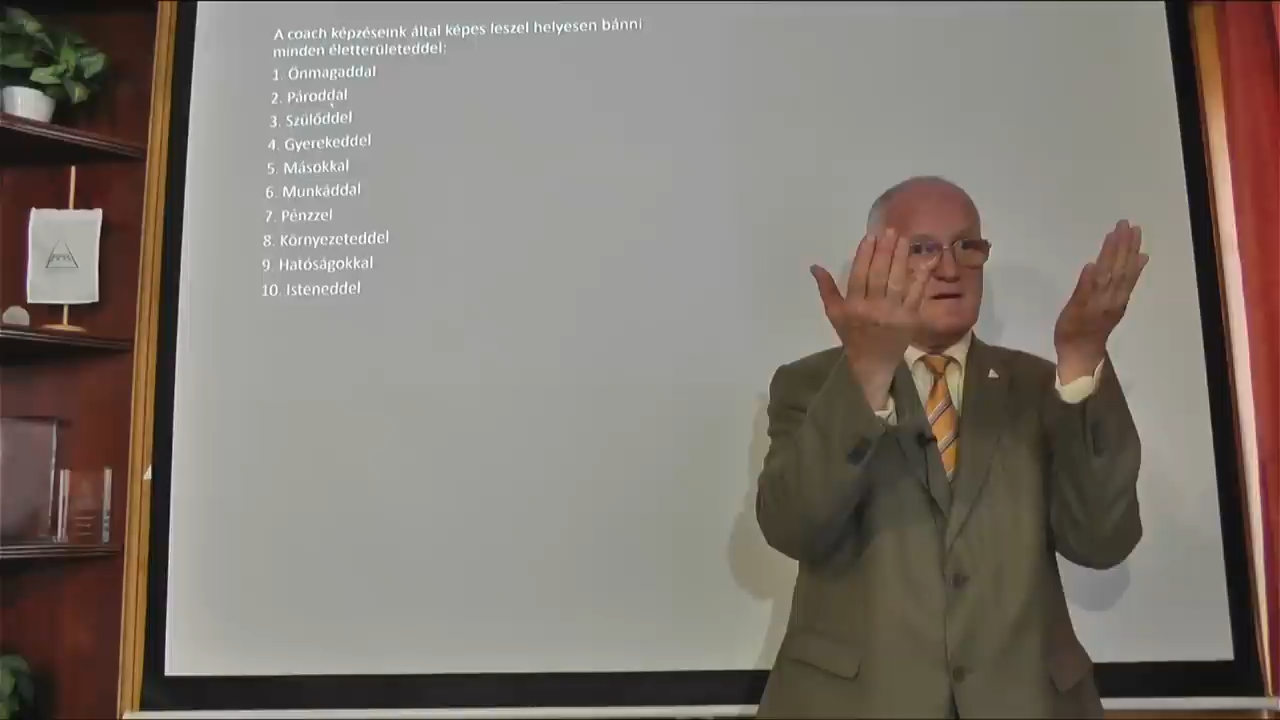 A coach képzéseink által képes leszel helyesen bánni
minden életterületeddel:
1. Önmagaddal
2. Pároddal
3. Szülőddel
4. Gyerekeddel
5. Másokkal
6. Munkáddal
7. Pénzzel
8. Környezeteddel
9. Hatóságokkal
10. Isteneddel